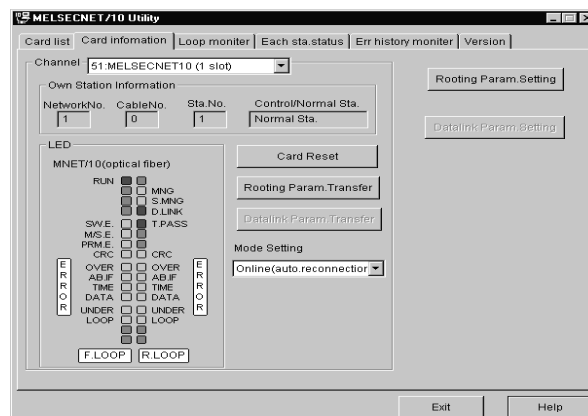 MELSECNET/10 Utility
Card list Card infomation Loop moniter Each sta.status Err history moniter Version
Channel 51:MELSECNET10 (1 slot)
Rooting Param.Setting
Own Station Information
NetworkNo. CableNo. Sta.No. Control/Normal Sta.
1 0 1 Normal Sta.
Datalink Param.Setting
LED
MNET/10(optical fiber)
Card Reset
RUN
MNG
S.MNG
D.LINK
Rooting Param.Transfer
SW.E. T.PASS
M/S.E.
PRM.E.
Datalink Param.Transfer
CRC CRC
Mode Setting
OVER OVER
AB.IF AB.IF
TIME TIME
DATA DATA
UNDER UNDER
LOOP LOOP
ERROR
ERROR
Online(auto.reconnection
F.LOOP R.LOOP
Exit Help